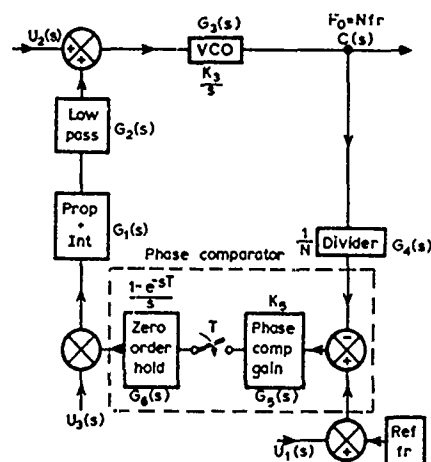 G₃(s)
F₀=Nfr
C(s)
U₂(s)
+
+
VCO
K₃
s
Low
pass
G₂(s)
Prop
+
Int
G₁(s)
1
N
Divider
G₄(s)
Phase comparator
1-e⁻ˢᵀ
s
K₅
Zero
order
hold
T
Phase
comp
gain
-
+
G₆(s)
G₅(s)
U₃(s)
U₁(s)
+
Ref
fr